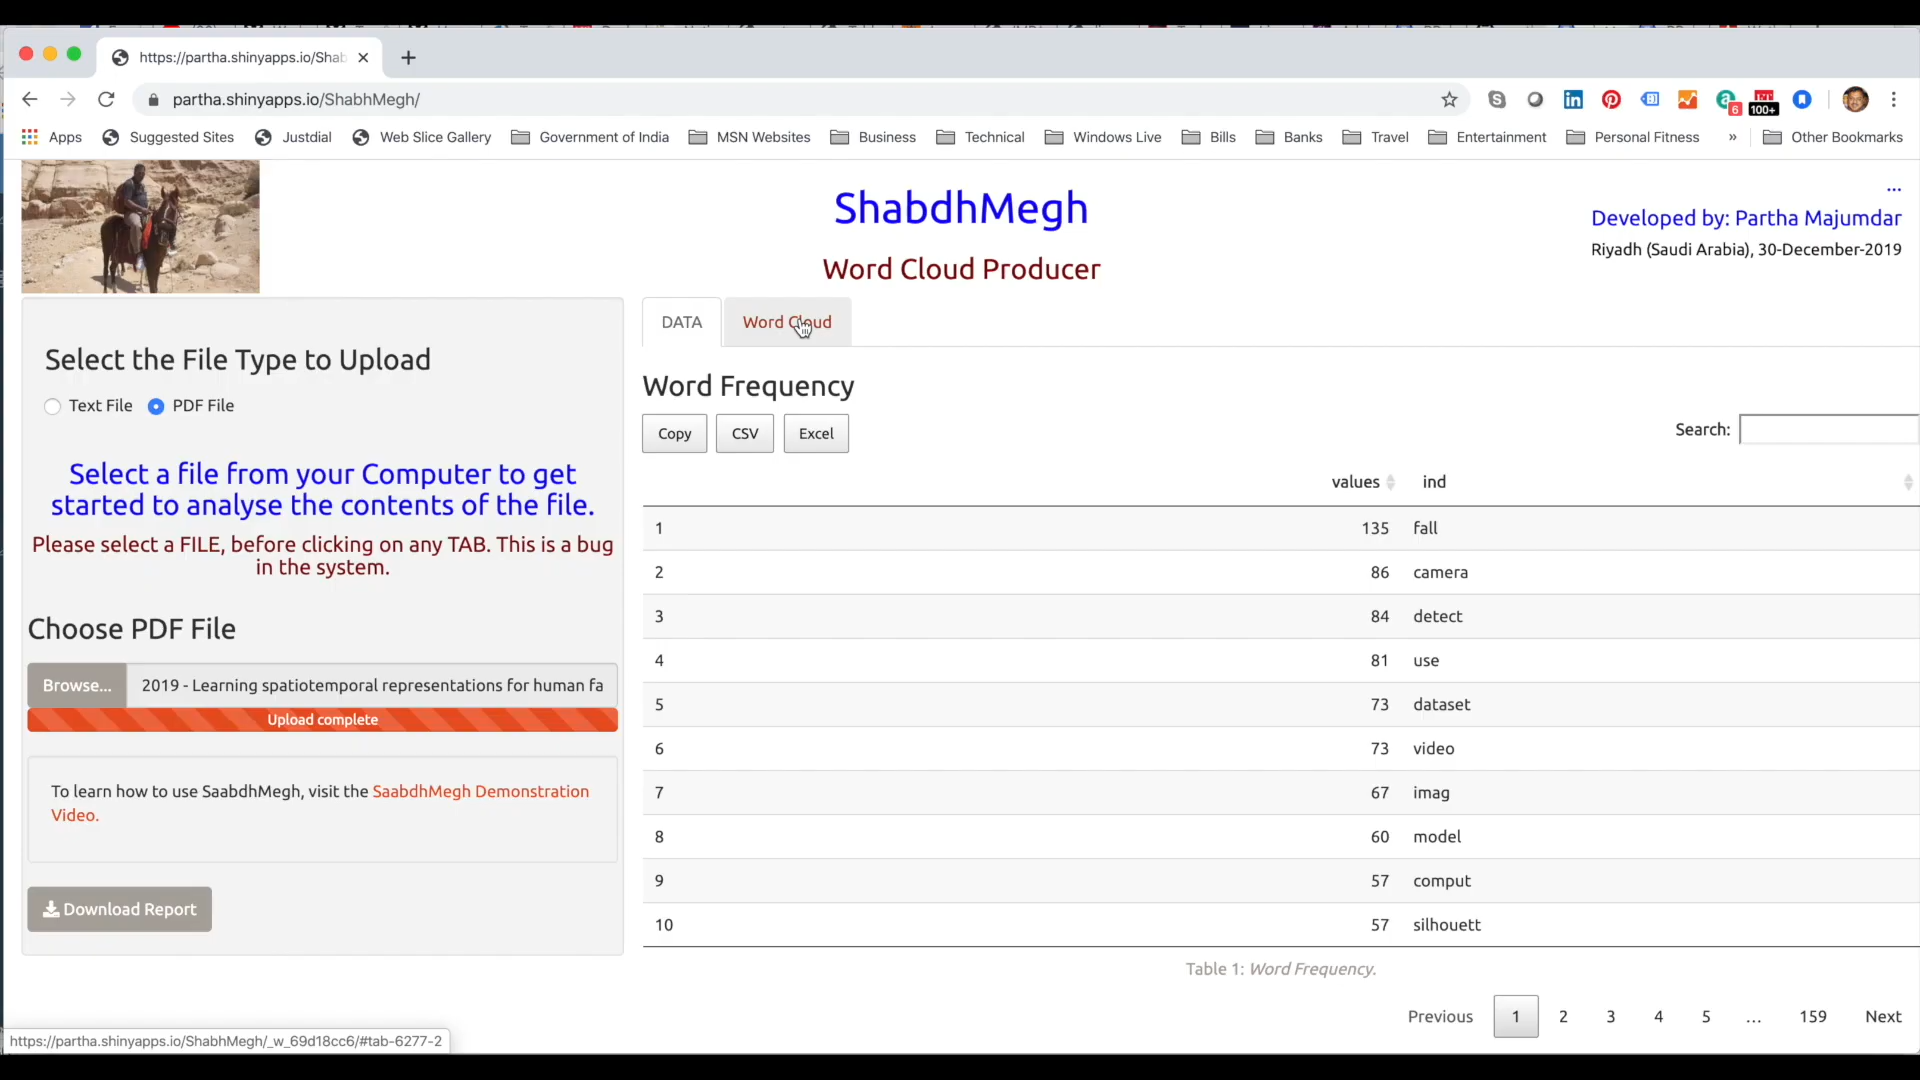 https://partha.shinyapps.io/Shab
partha.shinyapps.io/ShabhMegh/
6
100+
Apps
Suggested Sites
Justdial
Web Slice Gallery
Government of India
MSN Websites
Business
Technical
Windows Live
Bills
Banks
Travel
Entertainment
Personal Fitness
»
Other Bookmarks
ShabdhMegh
Word Cloud Producer
...
Developed by: Partha Majumdar
Riyadh (Saudi Arabia), 30-December-2019
Select the File Type to Upload
Text File
PDF File
Select a file from your Computer to get
started to analyse the contents of the file.
Please select a FILE, before clicking on any TAB. This is a bug
in the system.
Choose PDF File
Browse...
2019 - Learning spatiotemporal representations for human fa
Upload complete
To learn how to use SaabdhMegh, visit the SaabdhMegh Demonstration
Video.
Download Report
DATA
Word Cloud
Word Frequency
Copy
CSV
Excel
Search:
values ind
1 135 fall
2 86 camera
3 84 detect
4 81 use
5 73 dataset
6 73 video
7 67 imag
8 60 model
9 57 comput
10 57 silhouett
Table 1: Word Frequency.
Previous 1 2 3 4 5 ... 159 Next
https://partha.shinyapps.io/ShabhMegh/_w_69d18cc6/#tab-6277-2